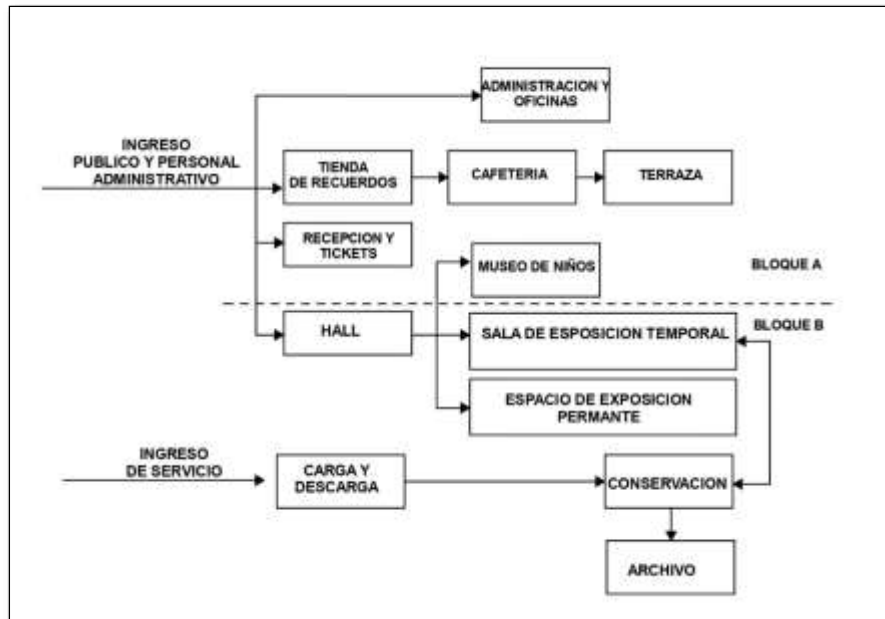 ADMINISTRACION Y
OFICINAS
INGRESO
PUBLICO Y PERSONAL
ADMINISTRATIVO
TIENDA
DE RECUERDOS
CAFETERIA
TERRAZA
RECEPCION Y
TICKETS
MUSEO DE NIÑOS
BLOQUE A
HALL
SALA DE ESPOSICION TEMPORAL
BLOQUE B
ESPACIO DE EXPOSICION
PERMANTE
INGRESO
DE SERVICIO
CARGA Y
DESCARGA
CONSERVACION
ARCHIVO